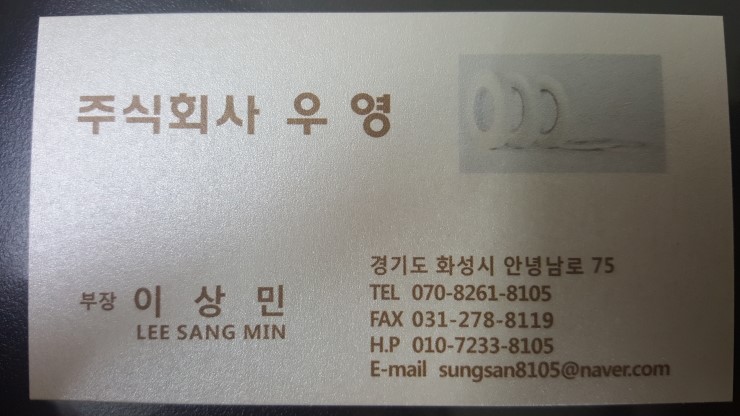 주식회사 우영
부장 이상민
LEE SANG MIN
경기도 화성시 안녕남로 75
TEL 070-8261-8105
FAX 031-278-8119
H.P 010-7233-8105
E-mail sungsan8105@naver.com